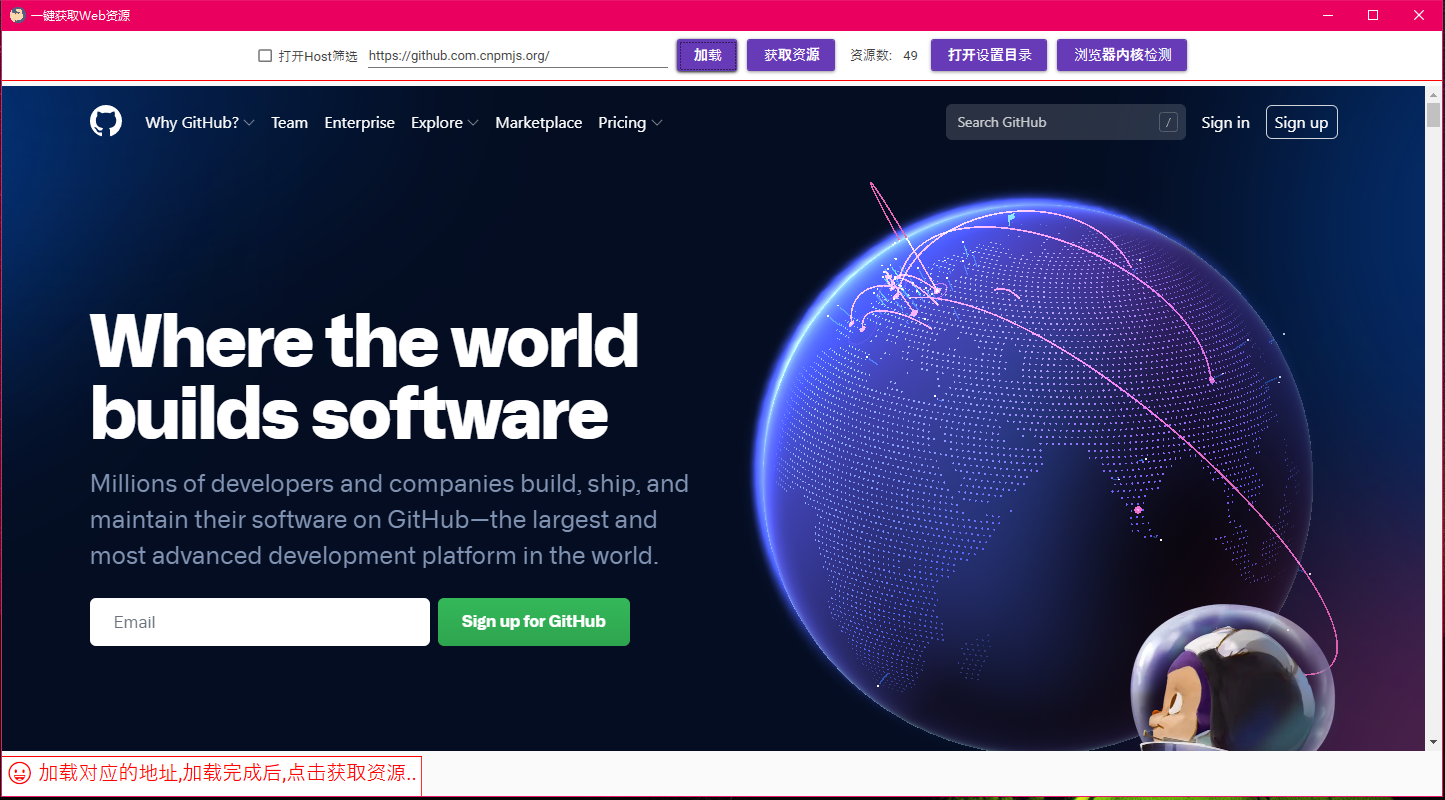 一键获取Web资源
打开Host筛选 https://github.com.cnpmjs.org/ 加载 获取资源 资源数: 49 打开设置目录 浏览器内核检测
Why GitHub? Team Enterprise Explore Marketplace Pricing Search GitHub / Sign in Sign up
Where the world
builds software
Millions of developers and companies build, ship, and
maintain their software on GitHub—the largest and
most advanced development platform in the world.
Email Sign up for GitHub
加载对应的地址,加载完成后,点击获取资源..